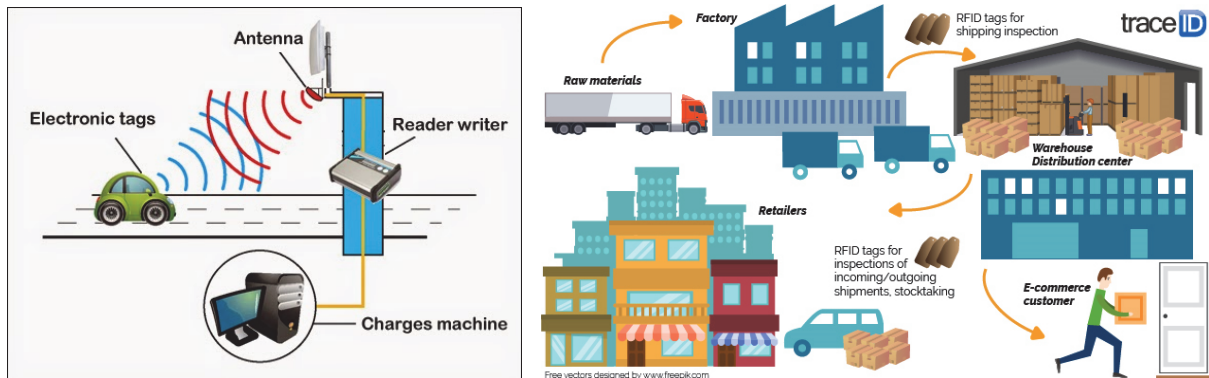 Antenna
Electronic tags
Reader writer
Charges machine
Factory
RFID tags for
shipping inspection
traceID
Raw materials
Warehouse
Distribution center
Retailers
RFID tags for
inspections of
incoming/outgoing
shipments, stocktaking
E-commerce
customer
Free vectors designed by www.freepik.com